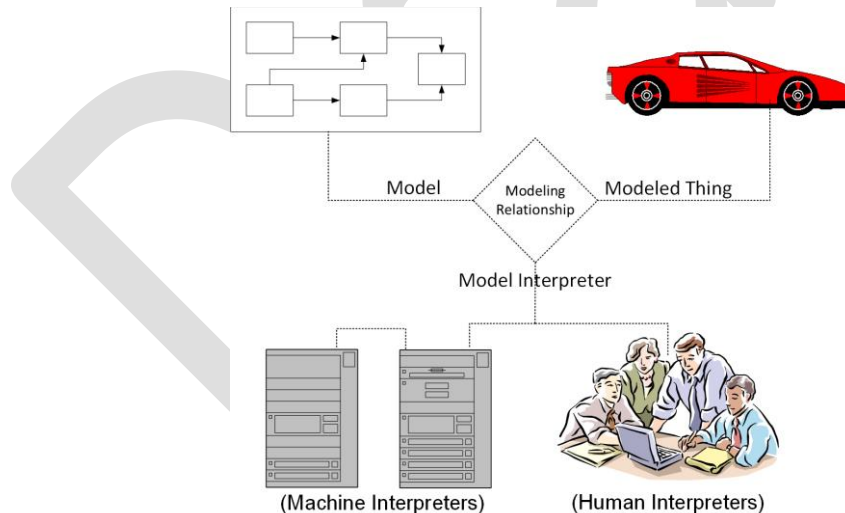 Model
Modeling
Relationship
Modeled Thing
Model Interpreter
(Machine Interpreters)
(Human Interpreters)